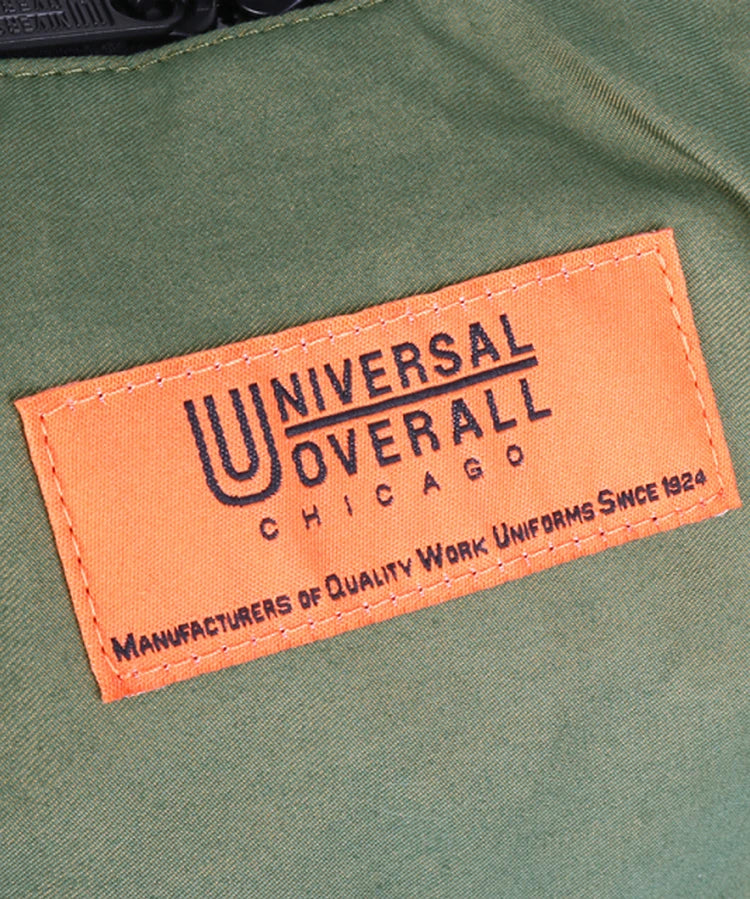 UNIVERSAL
OVERALL
CHICAGO
MANUFACTURERS OF QUALITY WORK UNIFORMS SINCE 1924